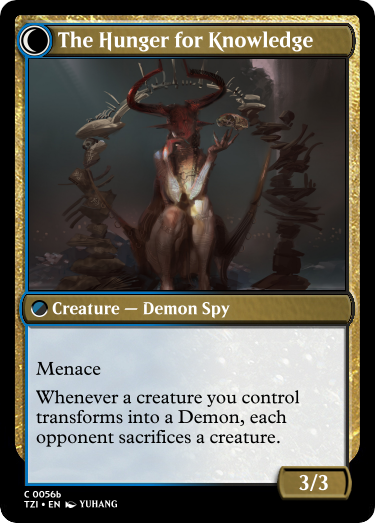 The Hunger for Knowledge
Creature — Demon Spy
Menace
Whenever a creature you control
transforms into a Demon, each
opponent sacrifices a creature.
3/3
C 0056b
TZI • EN YUHANG